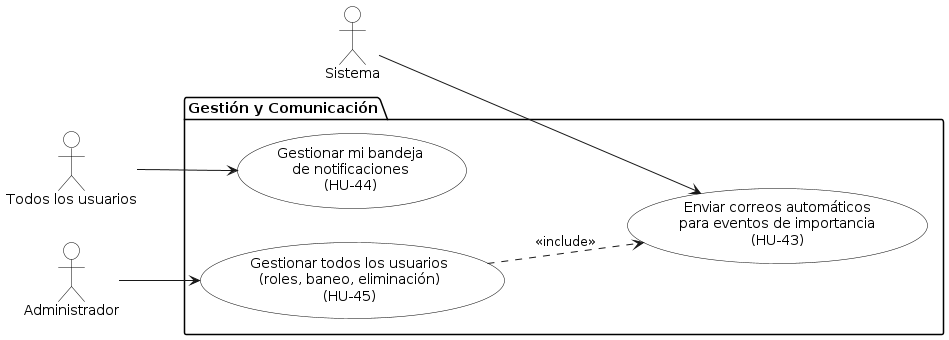 Sistema
Gestión y Comunicación
Gestionar mi bandeja
de notificaciones
(HU-44)
Todos los usuarios
Enviar correos automáticos
para eventos de importancia
(HU-43)
«include»
Gestionar todos los usuarios
(roles, baneo, eliminación)
(HU-45)
Administrador